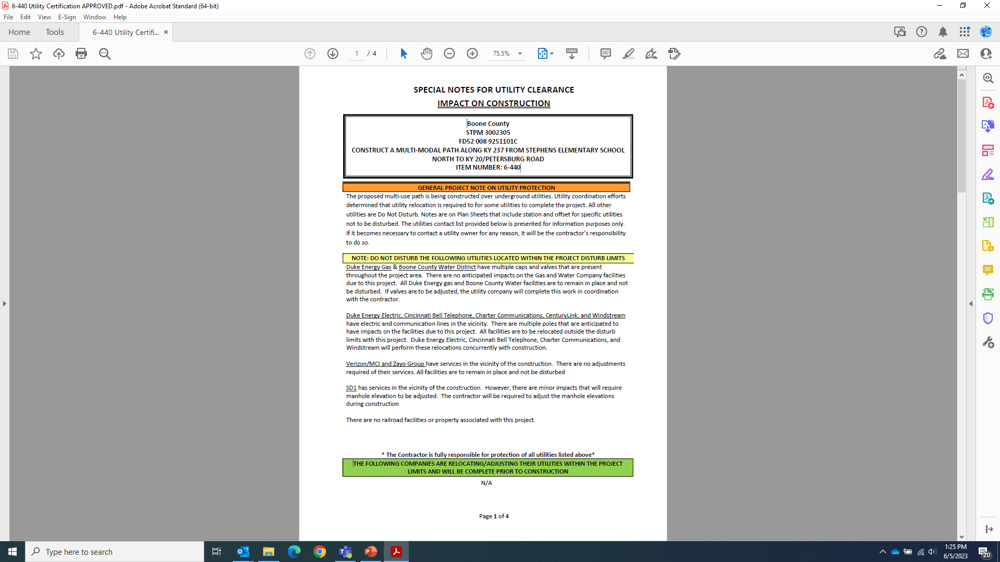 6-440 Utility Certification APPROVED.pdf - Adobe Acrobat Standard (64-bit)
File Edit View E-Sign Window Help
Home Tools 6-440 Utility Certifi... ×
1 / 4 75.5%
SPECIAL NOTES FOR UTILITY CLEARANCE
IMPACT ON CONSTRUCTION
Boone County
STPM 3002305
FD52 008 9251101C
CONSTRUCT A MULTI-MODAL PATH ALONG KY 237 FROM STEPHENS ELEMENTARY SCHOOL
NORTH TO KY 20/PETERSBURG ROAD
ITEM NUMBER: 6-440
GENERAL PROJECT NOTE ON UTILITY PROTECTION
The proposed multi-use path is being constructed over underground utilities. Utility coordination efforts
determined that utility relocation is required to for some utilities to complete the project. All other
utilities are Do Not Disturb. Notes are on Plan Sheets that include station and offset for specific utilities
not to be disturbed. The utilities contact list provided below is presented for information purposes only.
If it becomes necessary to contact a utility owner for any reason, it will be the contractor’s responsibility
to do so.
NOTE: DO NOT DISTURB THE FOLLOWING UTILITIES LOCATED WITHIN THE PROJECT DISTURB LIMITS
Duke Energy Gas & Boone County Water District have multiple caps and valves that are present
throughout the project area. There are no anticipated impacts on the Gas and Water Company facilities
due to this project. All Duke Energy gas and Boone County Water facilities are to remain in place and not
be disturbed. If valves are to be adjusted, the utility company will complete this work in coordination
with the contractor.
Duke Energy Electric, Cincinnati Bell Telephone, Charter Communications, CenturyLink, and Windstream
have electric and communication lines in the vicinity. There are multiple poles that are anticipated to
have impacts on the facilities due to this project. All facilities are to be relocated outside the disturb
limits with this project. Duke Energy Electric, Cincinnati Bell Telephone, Charter Communications, and
Windstream will perform these relocations concurrently with construction.
Verizon/MCI and Zayo Group have services in the vicinity of the construction. There are no adjustments
required of their services. All facilities are to remain in place and not be disturbed
SD1 has services in the vicinity of the construction. However, there are minor impacts that will require
manhole elevation to be adjusted. The contractor will be required to adjust the manhole elevations
during construction
There are no railroad facilities or property associated with this project.
* The Contractor is fully responsible for protection of all utilities listed above*
THE FOLLOWING COMPANIES ARE RELOCATING/ADJUSTING THEIR UTILITIES WITHIN THE PROJECT
LIMITS AND WILL BE COMPLETE PRIOR TO CONSTRUCTION
N/A
Page 1 of 4
Type here to search
1:25 PM
6/5/2023
20